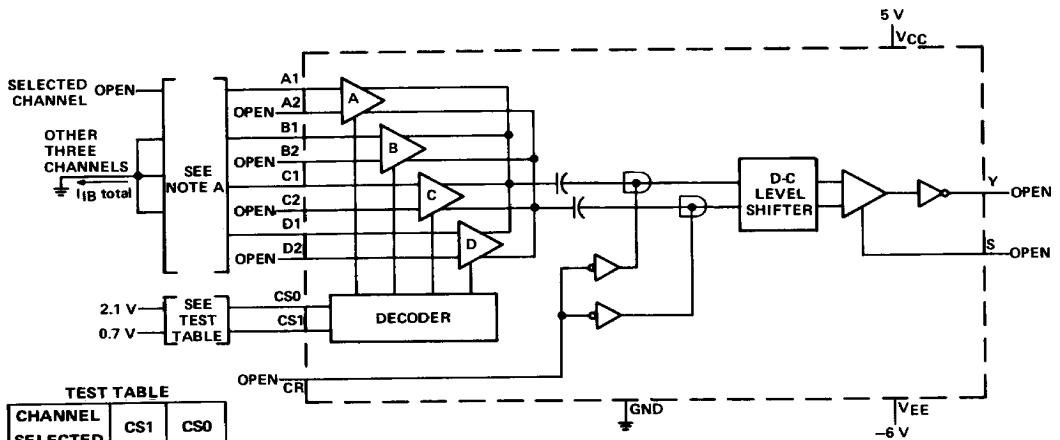 5 V
VCC
SELECTED
CHANNEL
OPEN
A1
A
A2
OPEN
OTHER
THREE
CHANNELS
IIB total
SEE
NOTE A
B1
B
B2
OPEN
C1
C
C2
OPEN
D1
D
D2
OPEN
D-C
LEVEL
SHIFTER
Y
OPEN
S
OPEN
2.1 V
0.7 V
SEE
TEST
TABLE
CS0
CS1
DECODER
OPEN
CR
GND
VEE
–6 V
TEST TABLE
CHANNEL
SELECTED
CS1
CS0